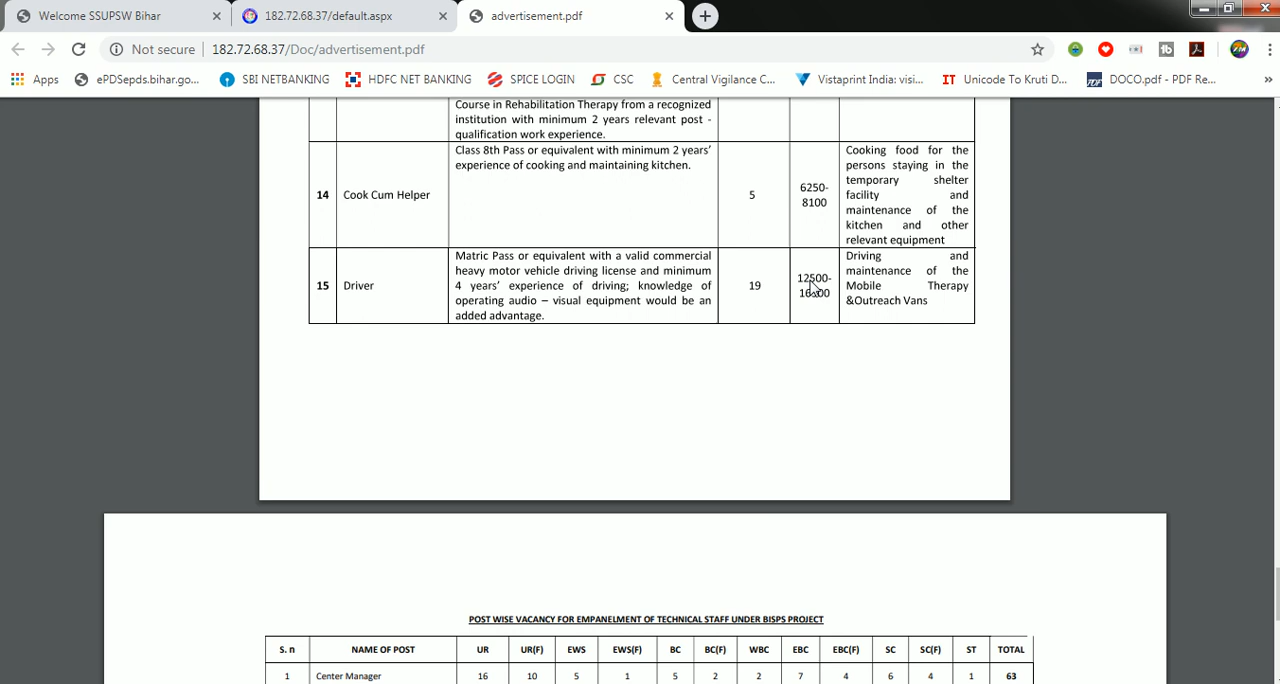 Welcome SSUPSW Bihar
182.72.68.37/default.aspx
advertisement.pdf
Not secure
182.72.68.37/Doc/advertisement.pdf
Apps
ePDSepds.bihar.go...
SBI NETBANKING
HDFC NET BANKING
SPICE LOGIN
CSC
Central Vigilance C...
Vistaprint India: visi...
IT Unicode To Kruti D...
DOCO.pdf - PDF Re...
»
Course in Rehabilitation Therapy from a recognized
institution with minimum 2 years relevant post -
qualification work experience.
14
Cook Cum Helper
Class 8th Pass or equivalent with minimum 2 years’
experience of cooking and maintaining kitchen.
5
6250-
8100
Cooking food for the
persons staying in the
temporary shelter
facility and
maintenance of the
kitchen and other
relevant equipment
15
Driver
Matric Pass or equivalent with a valid commercial
heavy motor vehicle driving license and minimum
4 years’ experience of driving; knowledge of
operating audio – visual equipment would be an
added advantage.
19
12500-
Driving and
maintenance of the
Mobile Therapy
&Outreach Vans
POST WISE VACANCY FOR EMPANELMENT OF TECHNICAL STAFF UNDER BISPS PROJECT
S. n NAME OF POST UR UR(F) EWS EWS(F) BC BC(F) WBC EBC EBC(F) SC SC(F) ST TOTAL
1 Center Manager 16 10 5 1 5 2 2 7 4 6 4 1 63